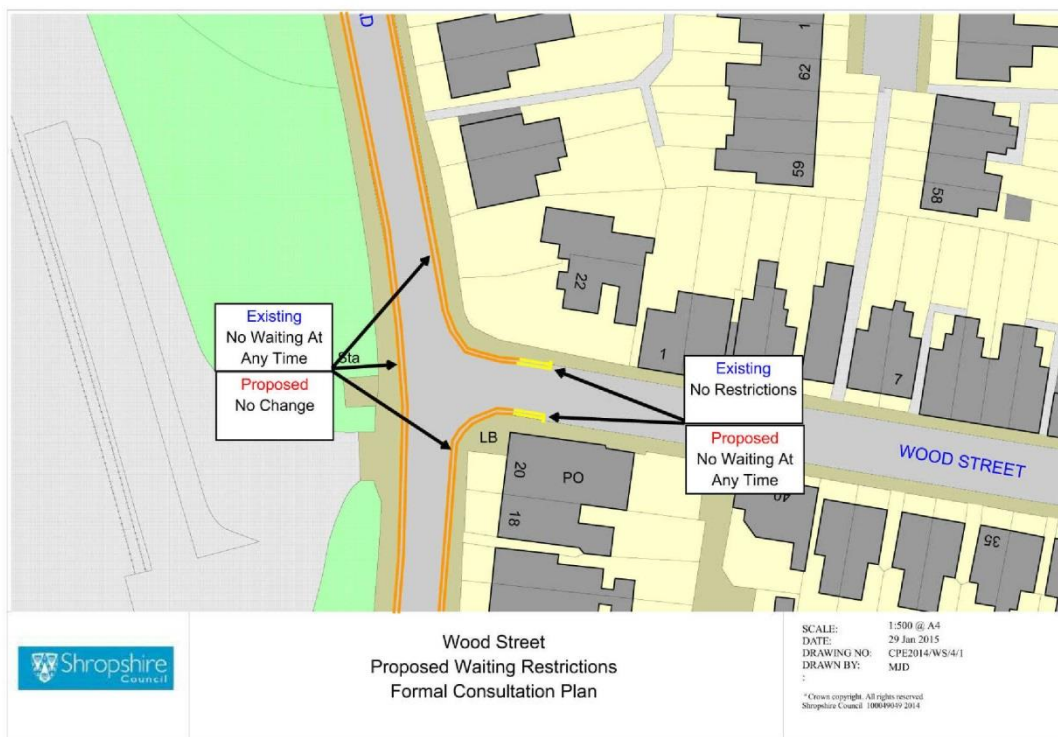 LD
1
62
59
58
22
Existing
No Waiting At
Any Time
Sta
Proposed
No Change
1
Existing
No Restrictions
7
Proposed
No Waiting At
Any Time
LB
WOOD STREET
20
PO
18
40
35
Shropshire
Council
Wood Street
Proposed Waiting Restrictions
Formal Consultation Plan
SCALE: 1:500 @ A4
DATE: 29 Jan 2015
DRAWING NO: CPE2014/WS/4/1
DRAWN BY: MJD
:
© Crown copyright. All rights reserved
Shropshire Council 100049049 2014